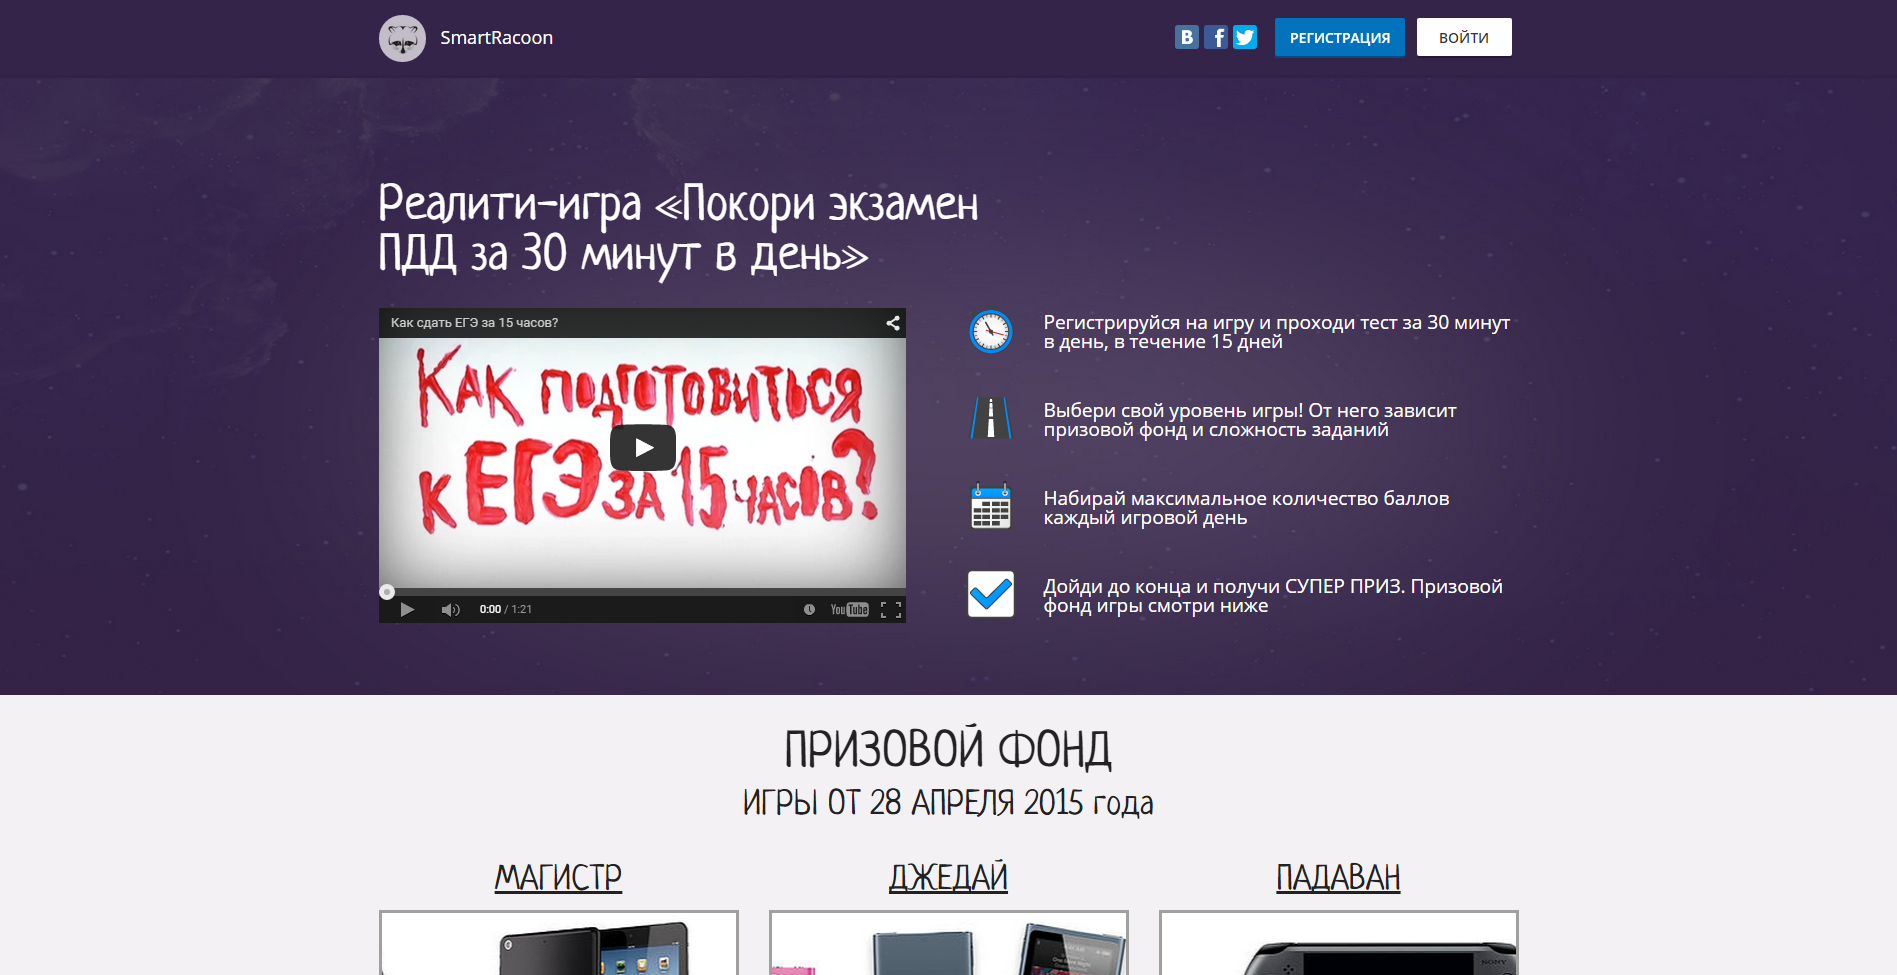 SmartRacoon
РЕГИСТРАЦИЯ
ВОЙТИ
Реалити-игра «Покори экзамен
ПДД за 30 минут в день»
Как сдать ЕГЭ за 15 часов?
Как подготовиться
к ЕГЭ за 15 часов?
0:00 / 1:21
YouTube
Регистрируйся на игру и проходи тест за 30 минут
в день, в течение 15 дней
Выбери свой уровень игры! От него зависит
призовой фонд и сложность заданий
Набирай максимальное количество баллов
каждый игровой день
Дойди до конца и получи СУПЕР ПРИЗ. Призовой
фонд игры смотри ниже
ПРИЗОВОЙ ФОНД
ИГРЫ ОТ 28 АПРЕЛЯ 2015 года
МАГИСТР
ДЖЕДАЙ
ПАДАВАН
SONY